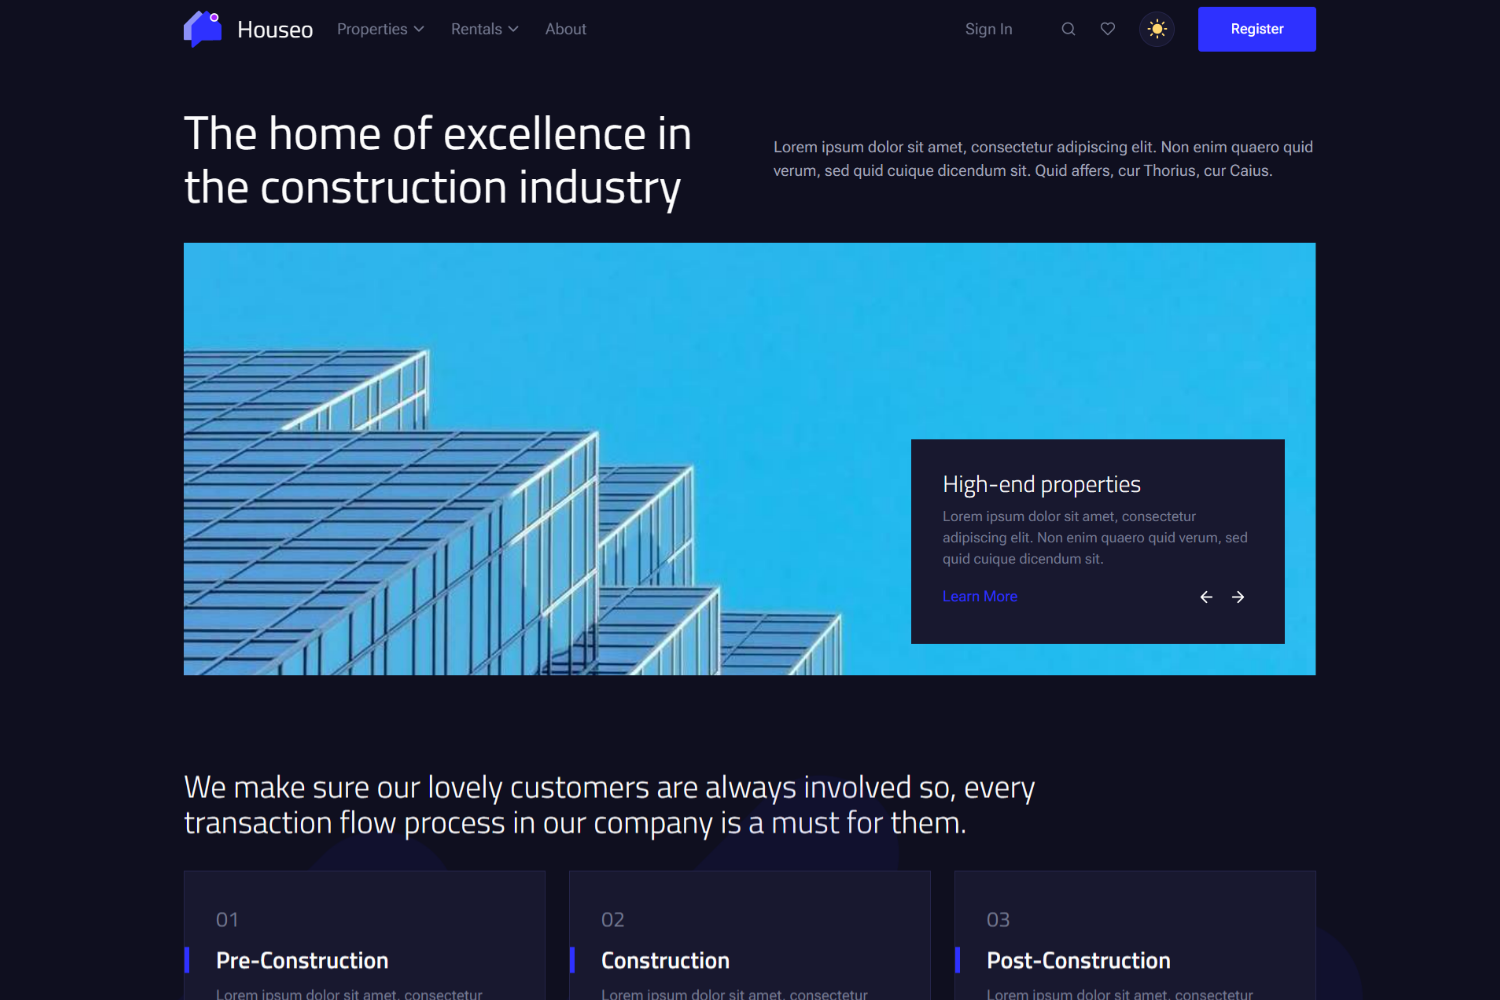 Houseo
Properties
Rentals
About
Sign In
Register
The home of excellence in
the construction industry
Lorem ipsum dolor sit amet, consectetur adipiscing elit. Non enim quaero quid
verum, sed quid cuique dicendum sit. Quid affers, cur Thorius, cur Caius.
High-end properties
Lorem ipsum dolor sit amet, consectetur
adipiscing elit. Non enim quaero quid verum, sed
quid cuique dicendum sit.
Learn More
We make sure our lovely customers are always involved so, every
transaction flow process in our company is a must for them.
01
Pre-Construction
Lorem ipsum dolor sit amet, consectetur
02
Construction
Lorem ipsum dolor sit amet, consectetur
03
Post-Construction
Lorem ipsum dolor sit amet, consectetur